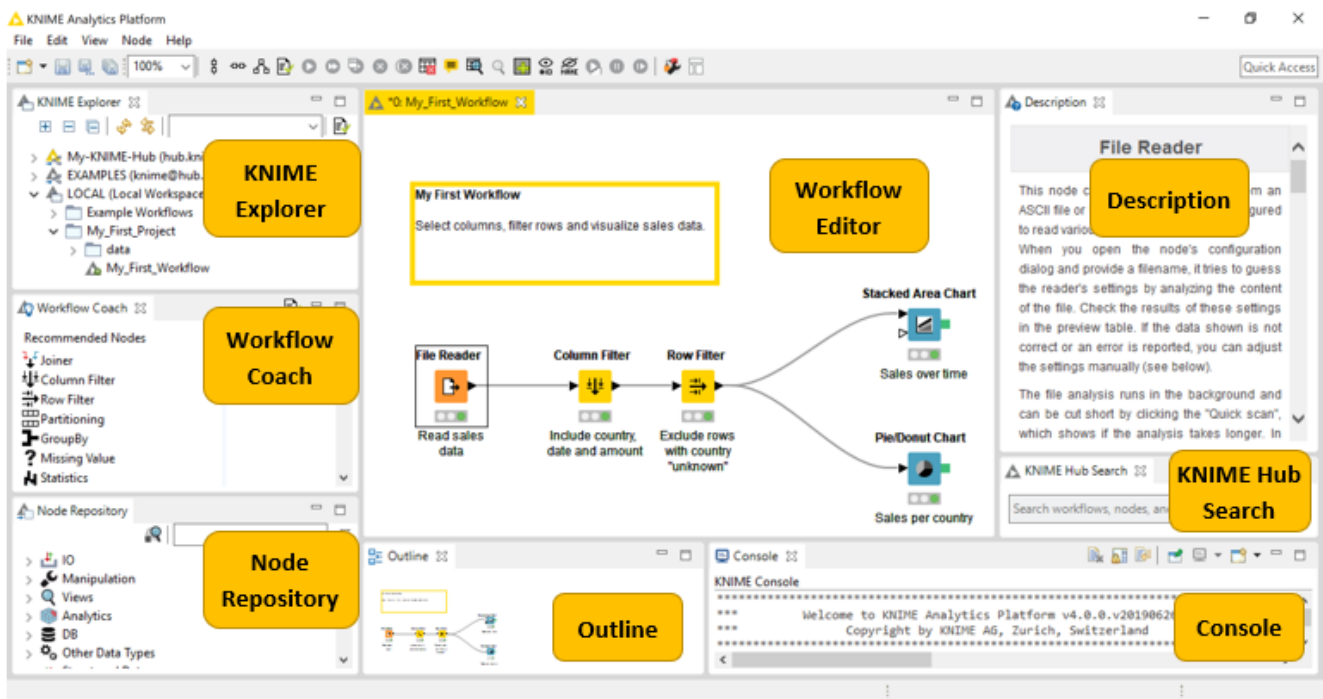 KNIME Analytics Platform
File Edit View Node Help
100%
Quick Access
KNIME Explorer
My-KNIME-Hub (hub.kni
EXAMPLES (knime@hub.
LOCAL (Local Workspace
Example Workflows
My_First_Project
data
My_First_Workflow
KNIME
Explorer
Workflow Coach
Recommended Nodes
Joiner
Column Filter
Row Filter
Partitioning
GroupBy
Missing Value
Statistics
Workflow
Coach
Node Repository
IO
Manipulation
Views
Analytics
DB
Other Data Types
Node
Repository
*0: My_First_Workflow
My First Workflow
Select columns, filter rows and visualize sales data.
Workflow
Editor
File Reader
Read sales
data
Column Filter
Include country,
date and amount
Row Filter
Exclude rows
with country
"unknown"
Stacked Area Chart
Sales over time
Pie/Donut Chart
Sales per country
Outline
Outline
Description
File Reader
This node c
om an
ASCII file or
gured
to read variou
When you open the node's configuration
dialog and provide a filename, it tries to guess
the reader's settings by analyzing the content
of the file. Check the results of these settings
in the preview table. If the data shown is not
correct or an error is reported, you can adjust
the settings manually (see below).
The file analysis runs in the background and
can be cut short by clicking the "Quick scan",
which shows if the analysis takes longer. In
Description
KNIME Hub Search
Search workflows, nodes, an
KNIME Hub
Search
Console
KNIME Console
*** Welcome to KNIME Analytics Platform v4.0.0.v2019062
*** Copyright by KNIME AG, Zurich, Switzerland
Console